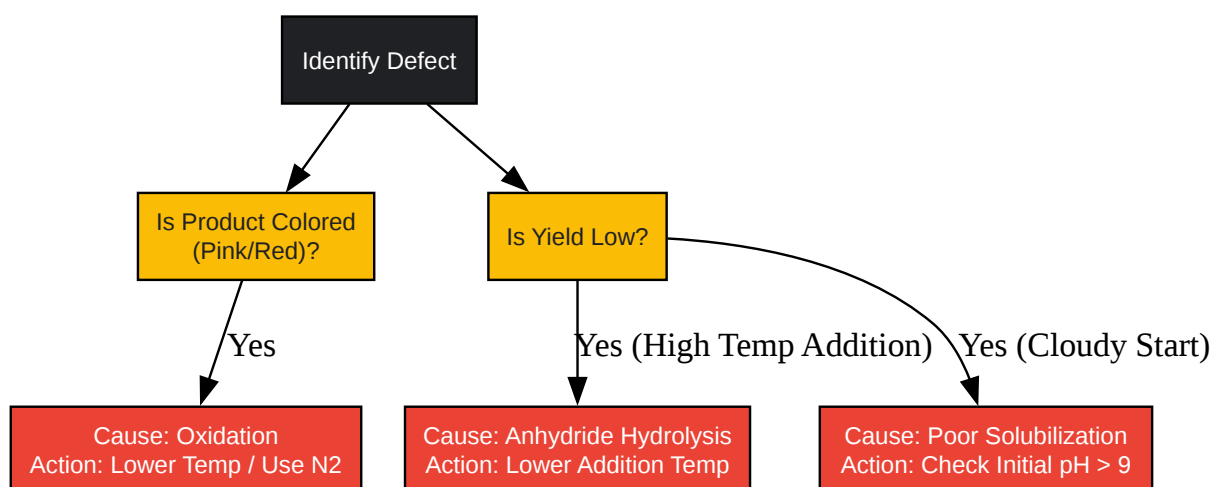 Identify Defect
Is Product Colored
(Pink/Red)?
Is Yield Low?
Yes
Yes (High Temp Addition)
Yes (Cloudy Start)
Cause: Oxidation
Action: Lower Temp / Use N2
Cause: Anhydride Hydrolysis
Action: Lower Addition Temp
Cause: Poor Solubilization
Action: Check Initial pH > 9